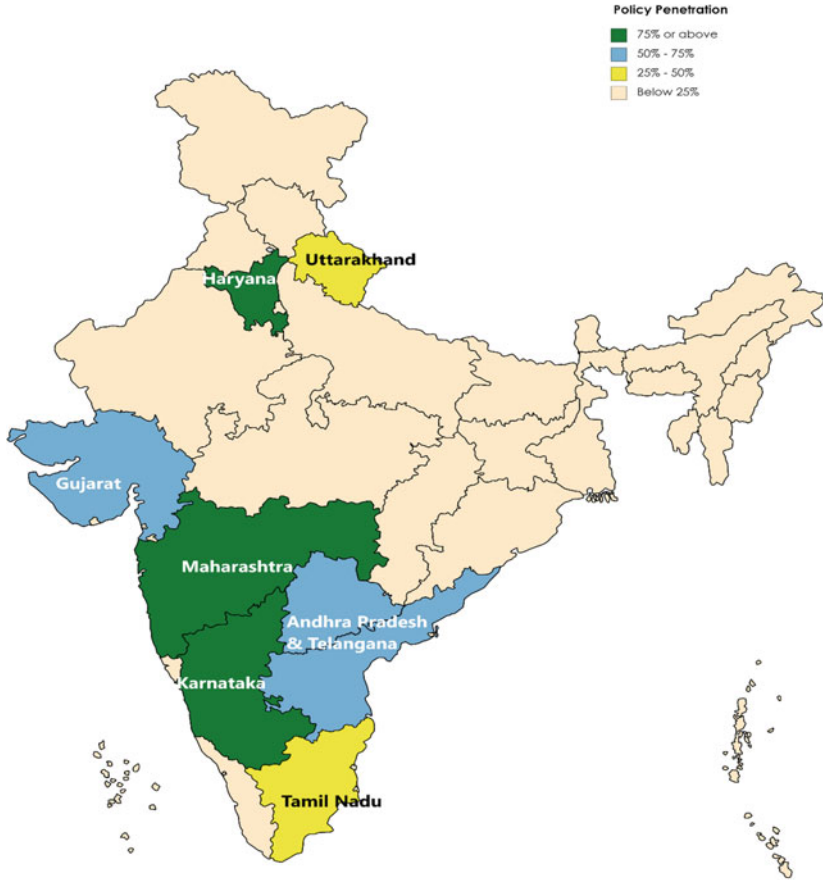 Policy Penetration
75% or above
50% - 75%
25% - 50%
Below 25%
Uttarakhand
Haryana
Gujarat
Maharashtra
Andhra Pradesh
& Telangana
Karnataka
Tamil Nadu